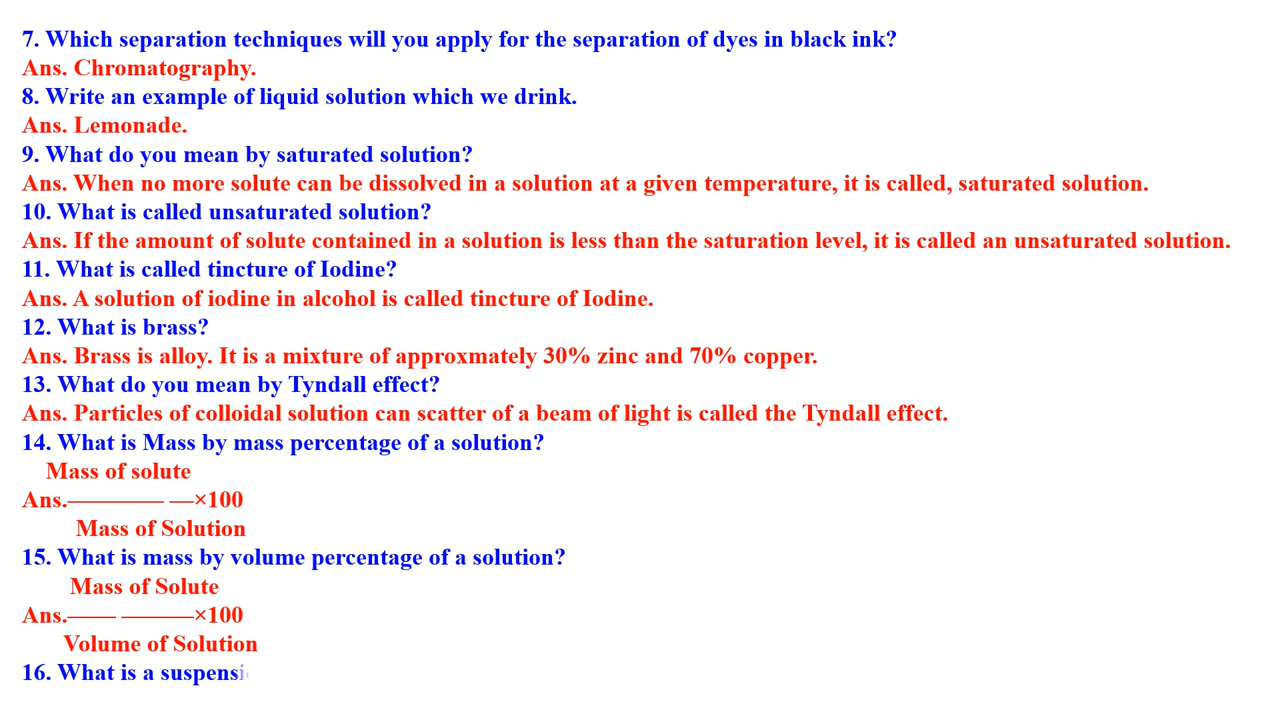 7. Which separation techniques will you apply for the separation of dyes in black ink?
Ans. Chromatography.
8. Write an example of liquid solution which we drink.
Ans. Lemonade.
9. What do you mean by saturated solution?
Ans. When no more solute can be dissolved in a solution at a given temperature, it is called, saturated solution.
10. What is called unsaturated solution?
Ans. If the amount of solute contained in a solution is less than the saturation level, it is called an unsaturated solution.
11. What is called tincture of Iodine?
Ans. A solution of iodine in alcohol is called tincture of Iodine.
12. What is brass?
Ans. Brass is alloy. It is a mixture of approxmately 30% zinc and 70% copper.
13. What do you mean by Tyndall effect?
Ans. Particles of colloidal solution can scatter of a beam of light is called the Tyndall effect.
14. What is Mass by mass percentage of a solution?
Mass of solute
Ans.———— —×100
Mass of Solution
15. What is mass by volume percentage of a solution?
Mass of Solute
Ans.—— ———×100
Volume of Solution
16. What is a